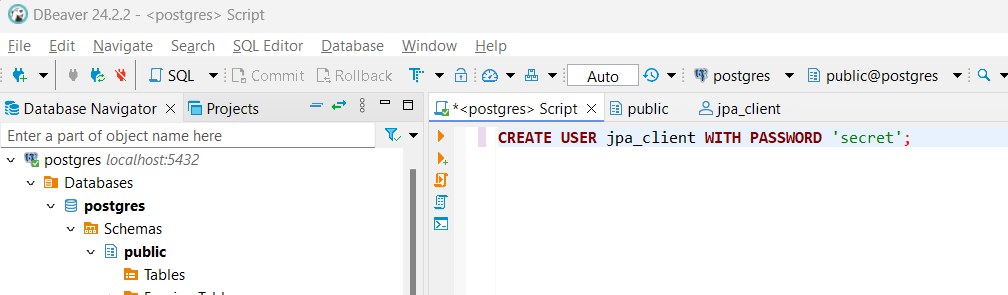 DBeaver 24.2.2 - <postgres> Script
File Edit Navigate Search SQL Editor Database Window Help
SQL Commit Rollback Auto postgres public@postgres
Database Navigator Projects
*<postgres> Script public jpa_client
Enter a part of object name here
CREATE USER jpa_client WITH PASSWORD 'secret';
postgres localhost:5432
Databases
postgres
Schemas
public
Tables